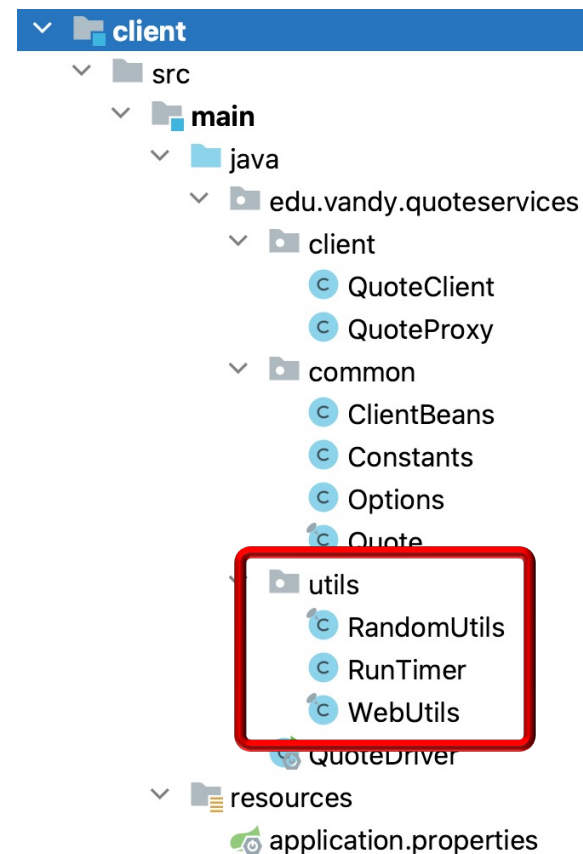 client
src
main
java
edu.vandy.quoteservices
client
C QuoteClient
C QuoteProxy
common
C ClientBeans
C Constants
C Options
C Quote
utils
C RandomUtils
C RunTimer
C WebUtils
QuoteDriver
resources
application.properties